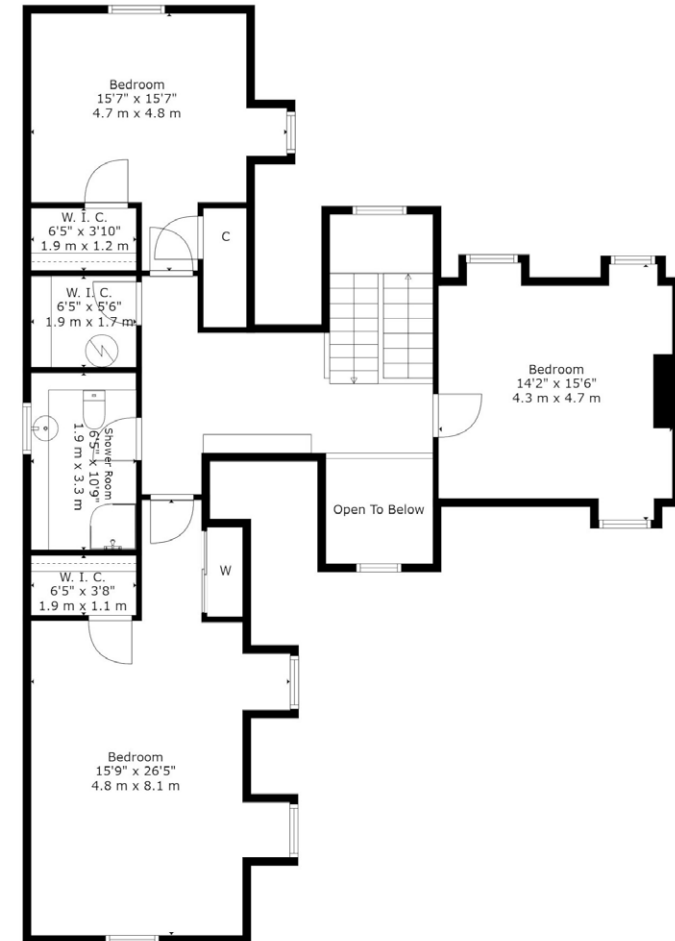 Bedroom
15'7" x 15'7"
4.7 m x 4.8 m
W. I. C.
6'5" x 3'10"
1.9 m x 1.2 m
C
W. I. C.
6'5" x 5'6"
1.9 m x 1.7 m
Bedroom
14'2" x 15'6"
4.3 m x 4.7 m
Shower Room
6'5" x 10'9"
1.9 m x 3.3 m
Open To Below
W. I. C.
6'5" x 3'8"
1.9 m x 1.1 m
W
Bedroom
15'9" x 26'5"
4.8 m x 8.1 m